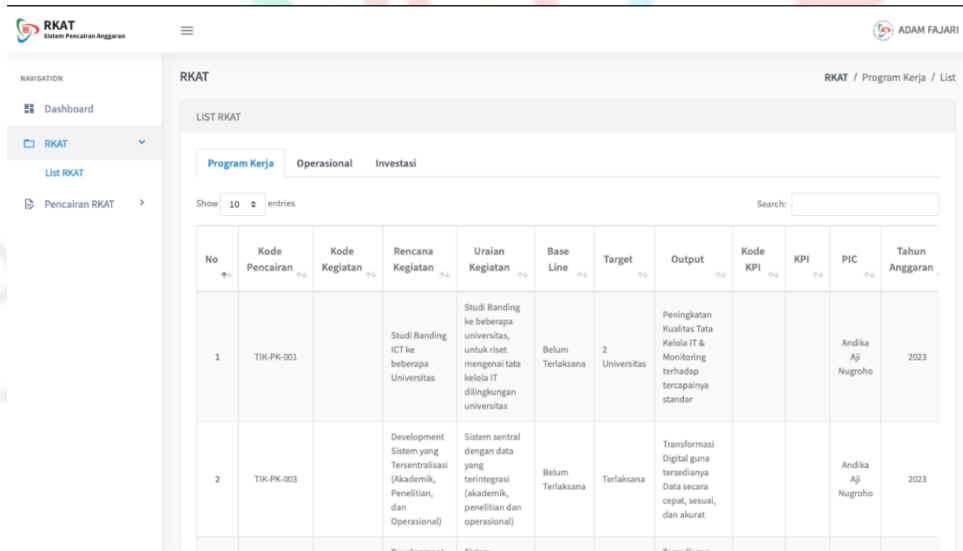 RKAT
Sistem Pencairan Anggaran
ADAM FAJARI
NAVIGATION
Dashboard
RKAT
List RKAT
Pencairan RKAT
RKAT
RKAT / Program Kerja / List
LIST RKAT
Program Kerja
Operasional
Investasi
Show 10 entries
Search:
No
Kode
Pencairan
Kode
Kegiatan
Rencana
Kegiatan
Uraian
Kegiatan
Base
Line
Target
Output
Kode
KPI
KPI
PIC
Tahun
Anggaran
1
TIK-PK-001
Studi Banding
ICT ke
beberapa
Universitas
Studi Banding
ke beberapa
universitas,
untuk riset
mengenai tata
kelola IT
dilingkungan
universitas
Belum
Terlaksana
2
Universitas
Peningkatan
Kualitas Tata
Kelola IT &
Monitoring
terhadap
tercapainya
standar
Andika
Aji
Nugroho
2023
2
TIK-PK-003
Development
Sistem yang
Tersentralisasi
(Akademik,
Penelitian,
dan
Operasional)
Sistem sentral
dengan data
yang
terintegrasi
(akademik,
penelitian dan
operasional)
Belum
Terlaksana
Terlaksana
Transformasi
Digital guna
tersedianya
Data secara
cepat, sesuai,
dan akurat
Andika
Aji
Nugroho
2023